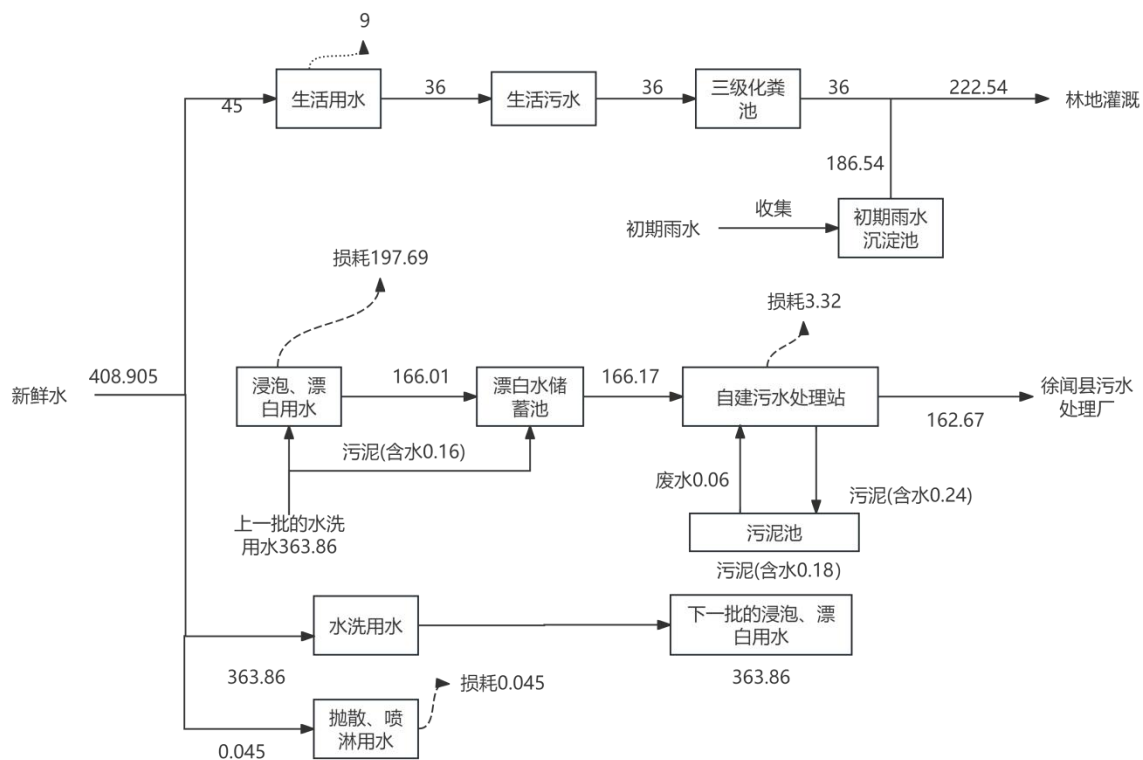 9
生活用水
45
36
生活污水
36
三级化粪
池
36
222.54
林地灌溉
186.54
收集
初期雨水
初期雨水
沉淀池
损耗197.69
损耗3.32
新鲜水
408.905
浸泡、漂
白用水
166.01
漂白水储
蓄池
166.17
自建污水处理站
162.67
徐闻县污水
处理厂
污泥(含水0.16)
废水0.06
污泥(含水0.24)
上一批的水洗
用水363.86
污泥池
污泥(含水0.18)
水洗用水
下一批的浸泡、漂
白用水
363.86
363.86
损耗0.045
抛散、喷
淋用水
0.045